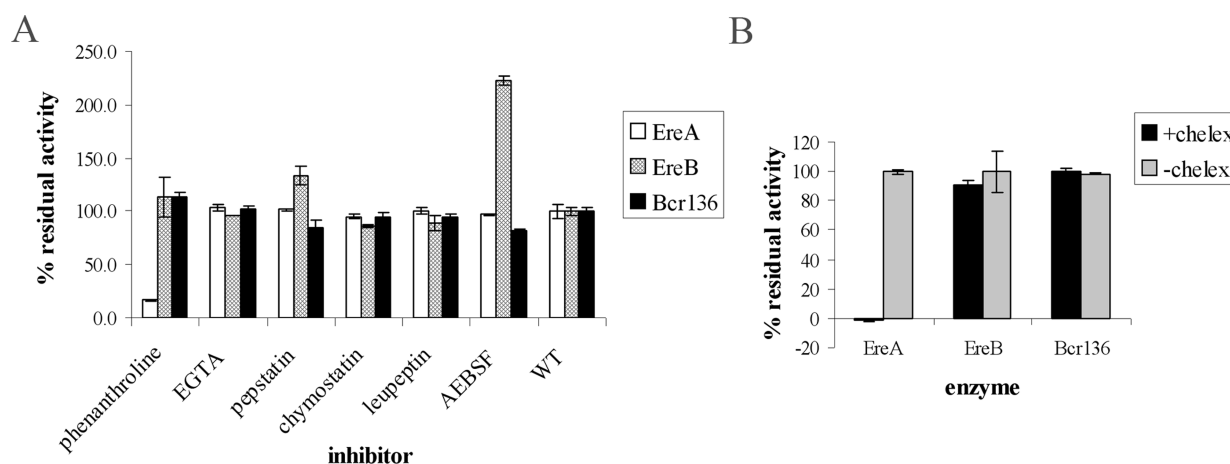 A
% residual activity
250.0
200.0
150.0
100.0
50.0
0.0
phenanthroline
EGTA
pepstatin
chymostatin
leupeptin
AEBSF
WT
inhibitor
EreA
EreB
Bcr136
B
% residual activity
120
100
80
60
40
20
0
-20
EreA
EreB
Bcr136
enzyme
+chelex
-chelex